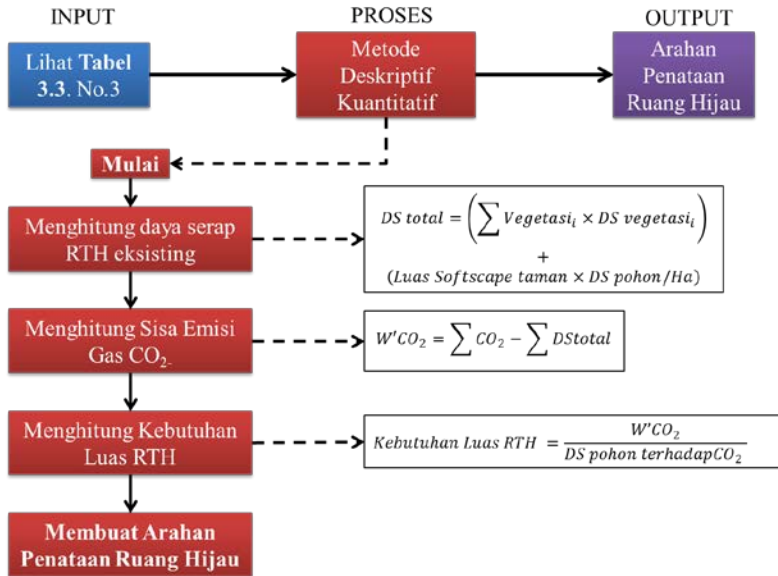 INPUT
PROSES
OUTPUT
Lihat Tabel
3.3. No.3
Metode
Deskriptif
Kuantitatif
Arahan
Penataan
Ruang Hijau
Mulai
Menghitung daya serap
RTH eksisting
DS total = (∑ Vegetasiᵢ × DS vegetasiᵢ)
+
(Luas Softscape taman × DS pohon/Ha)
Menghitung Sisa Emisi
Gas CO₂.
W'CO₂ = ∑ CO₂ − ∑ DStotal
Menghitung Kebutuhan
Luas RTH
Kebutuhan Luas RTH = W'CO₂ / DS pohon terhadapCO₂
Membuat Arahan
Penataan Ruang Hijau